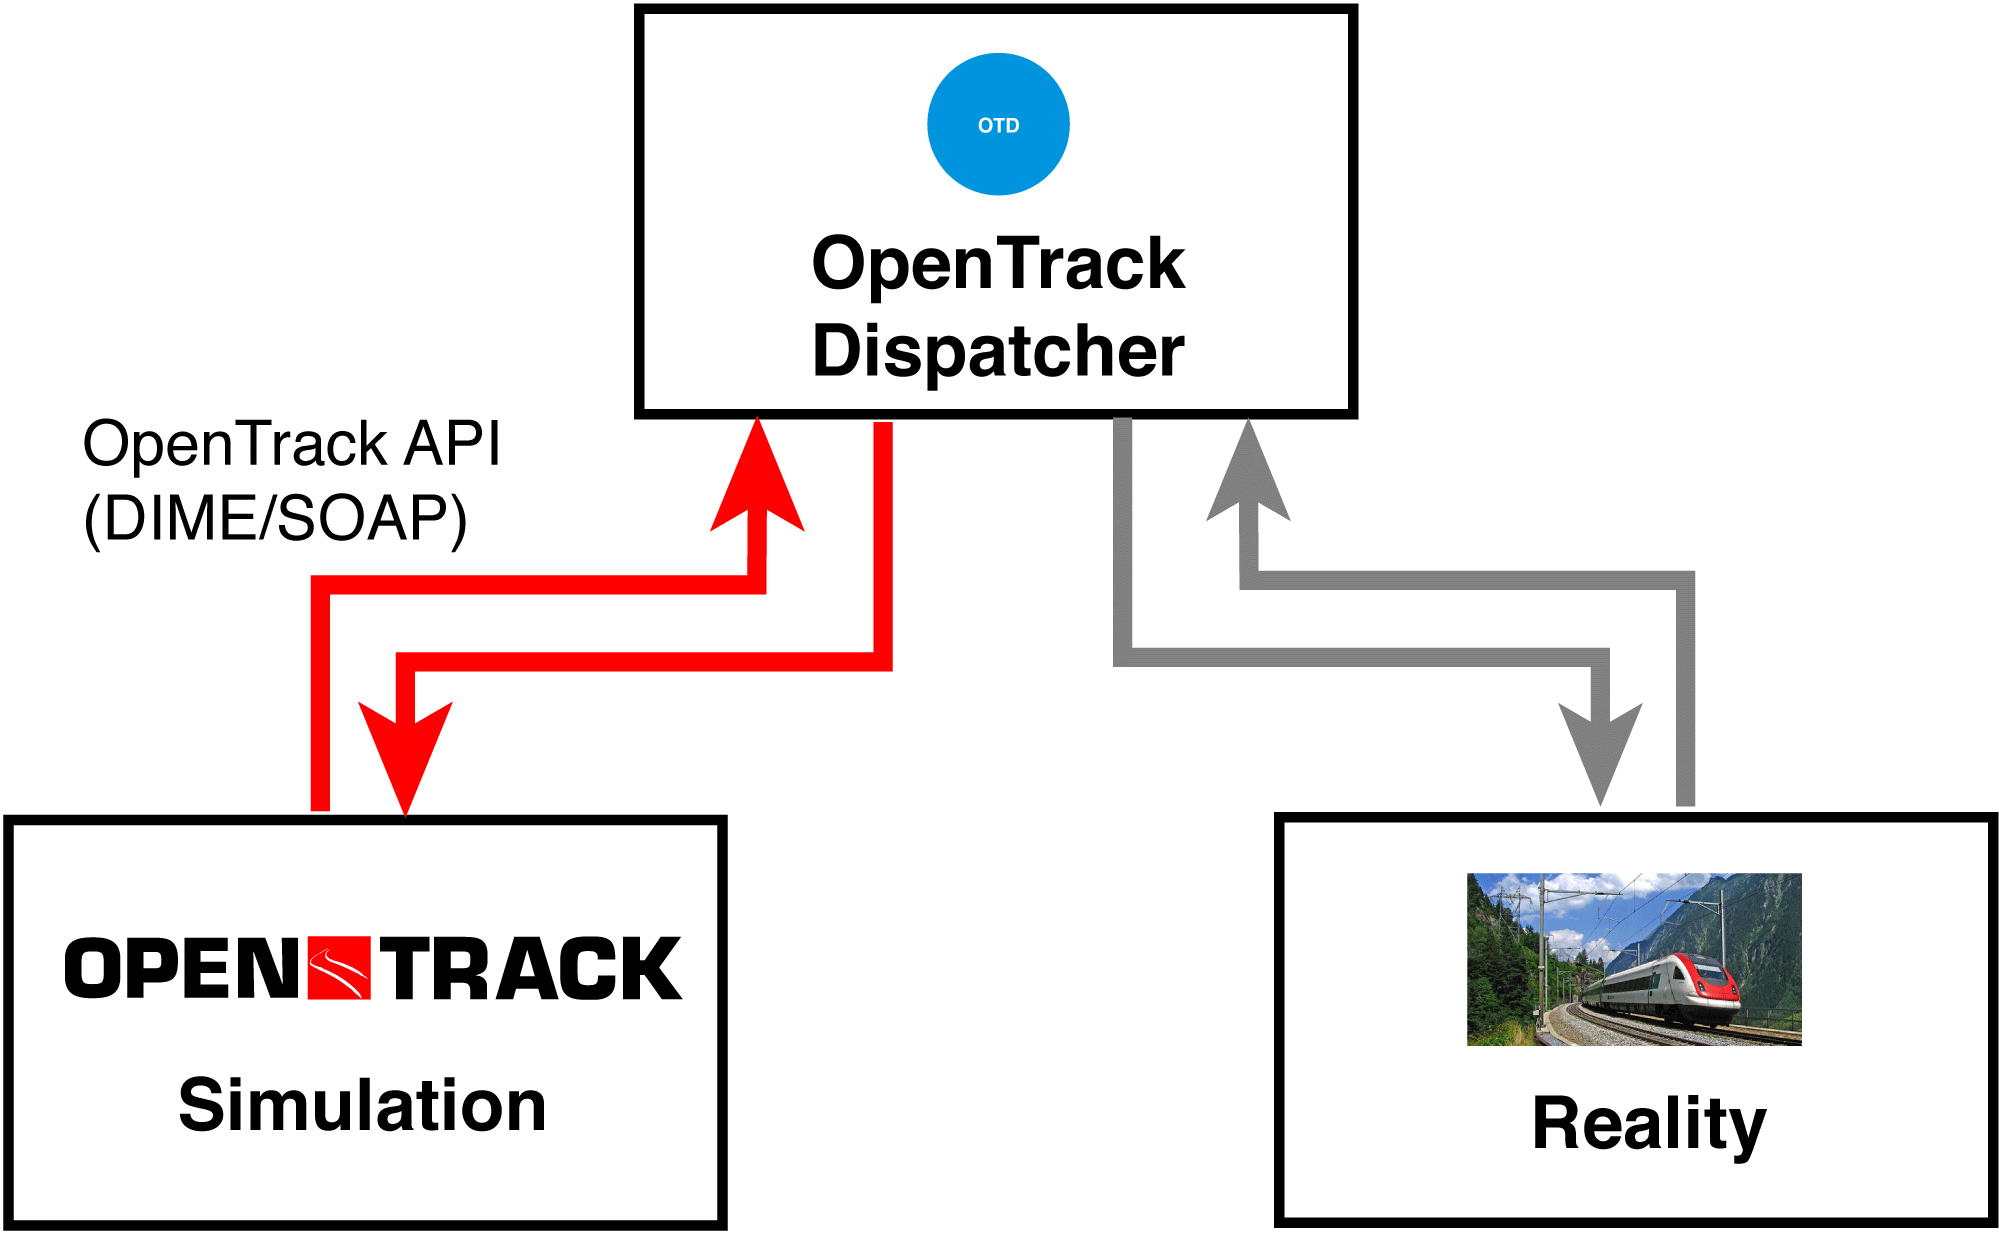 OTD
OpenTrack
Dispatcher
OpenTrack API
(DIME/SOAP)
OPENTRACK
Simulation
Reality